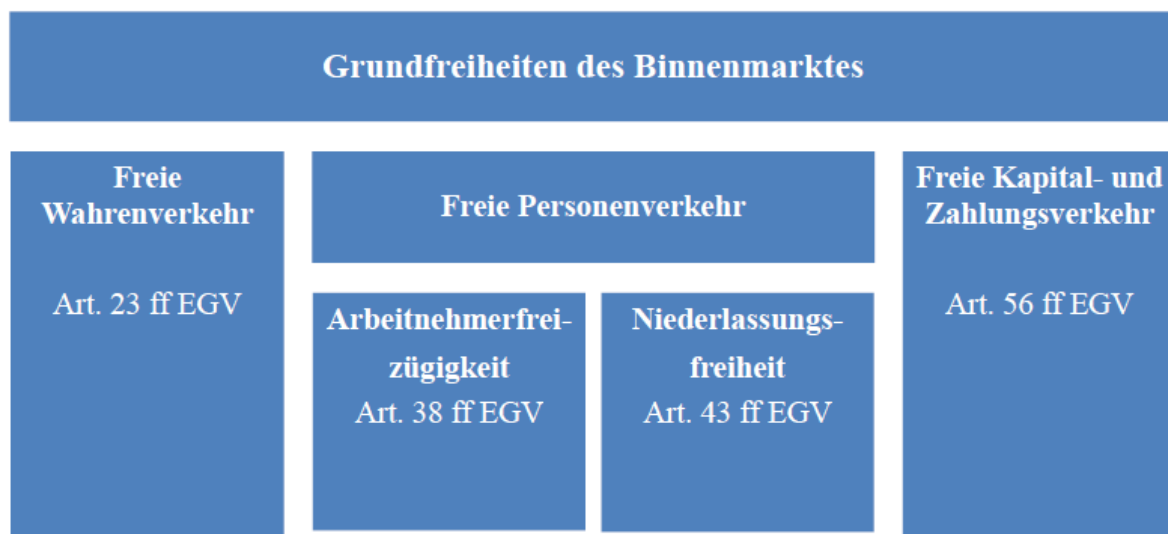 Grundfreiheiten des Binnenmarktes
Freie
Wahrenverkehr
Art. 23 ff EGV
Freie Personenverkehr
Arbeitnehmerfrei-
zügigkeit
Art. 38 ff EGV
Niederlassungs-
freiheit
Art. 43 ff EGV
Freie Kapital- und
Zahlungsverkehr
Art. 56 ff EGV